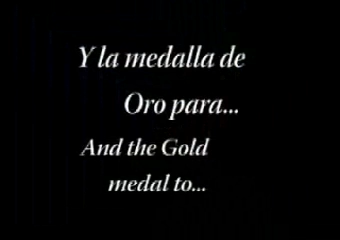 Y la medalla de
Oro para...
And the Gold
medal to...